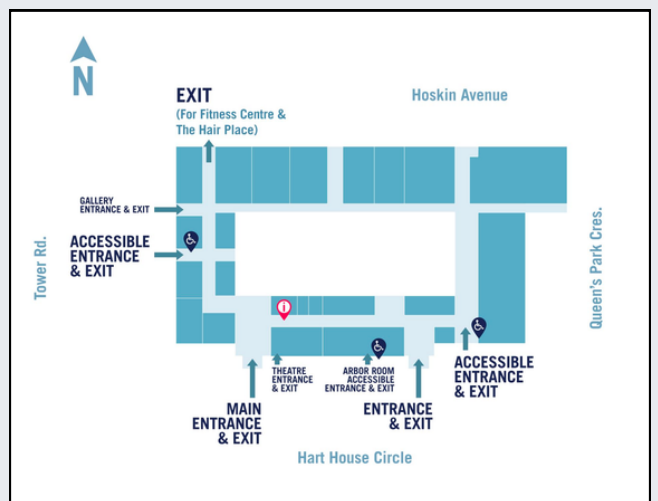 N
EXIT
(For Fitness Centre &
The Hair Place)
Hoskin Avenue
GALLERY
ENTRANCE & EXIT
ACCESSIBLE
ENTRANCE
& EXIT
Tower Rd.
Queen's Park Cres.
i
THEATRE
ENTRANCE
& EXIT
ARBOR ROOM
ACCESSIBLE
ENTRANCE & EXIT
ACCESSIBLE
ENTRANCE
& EXIT
MAIN
ENTRANCE
& EXIT
ENTRANCE
& EXIT
Hart House Circle